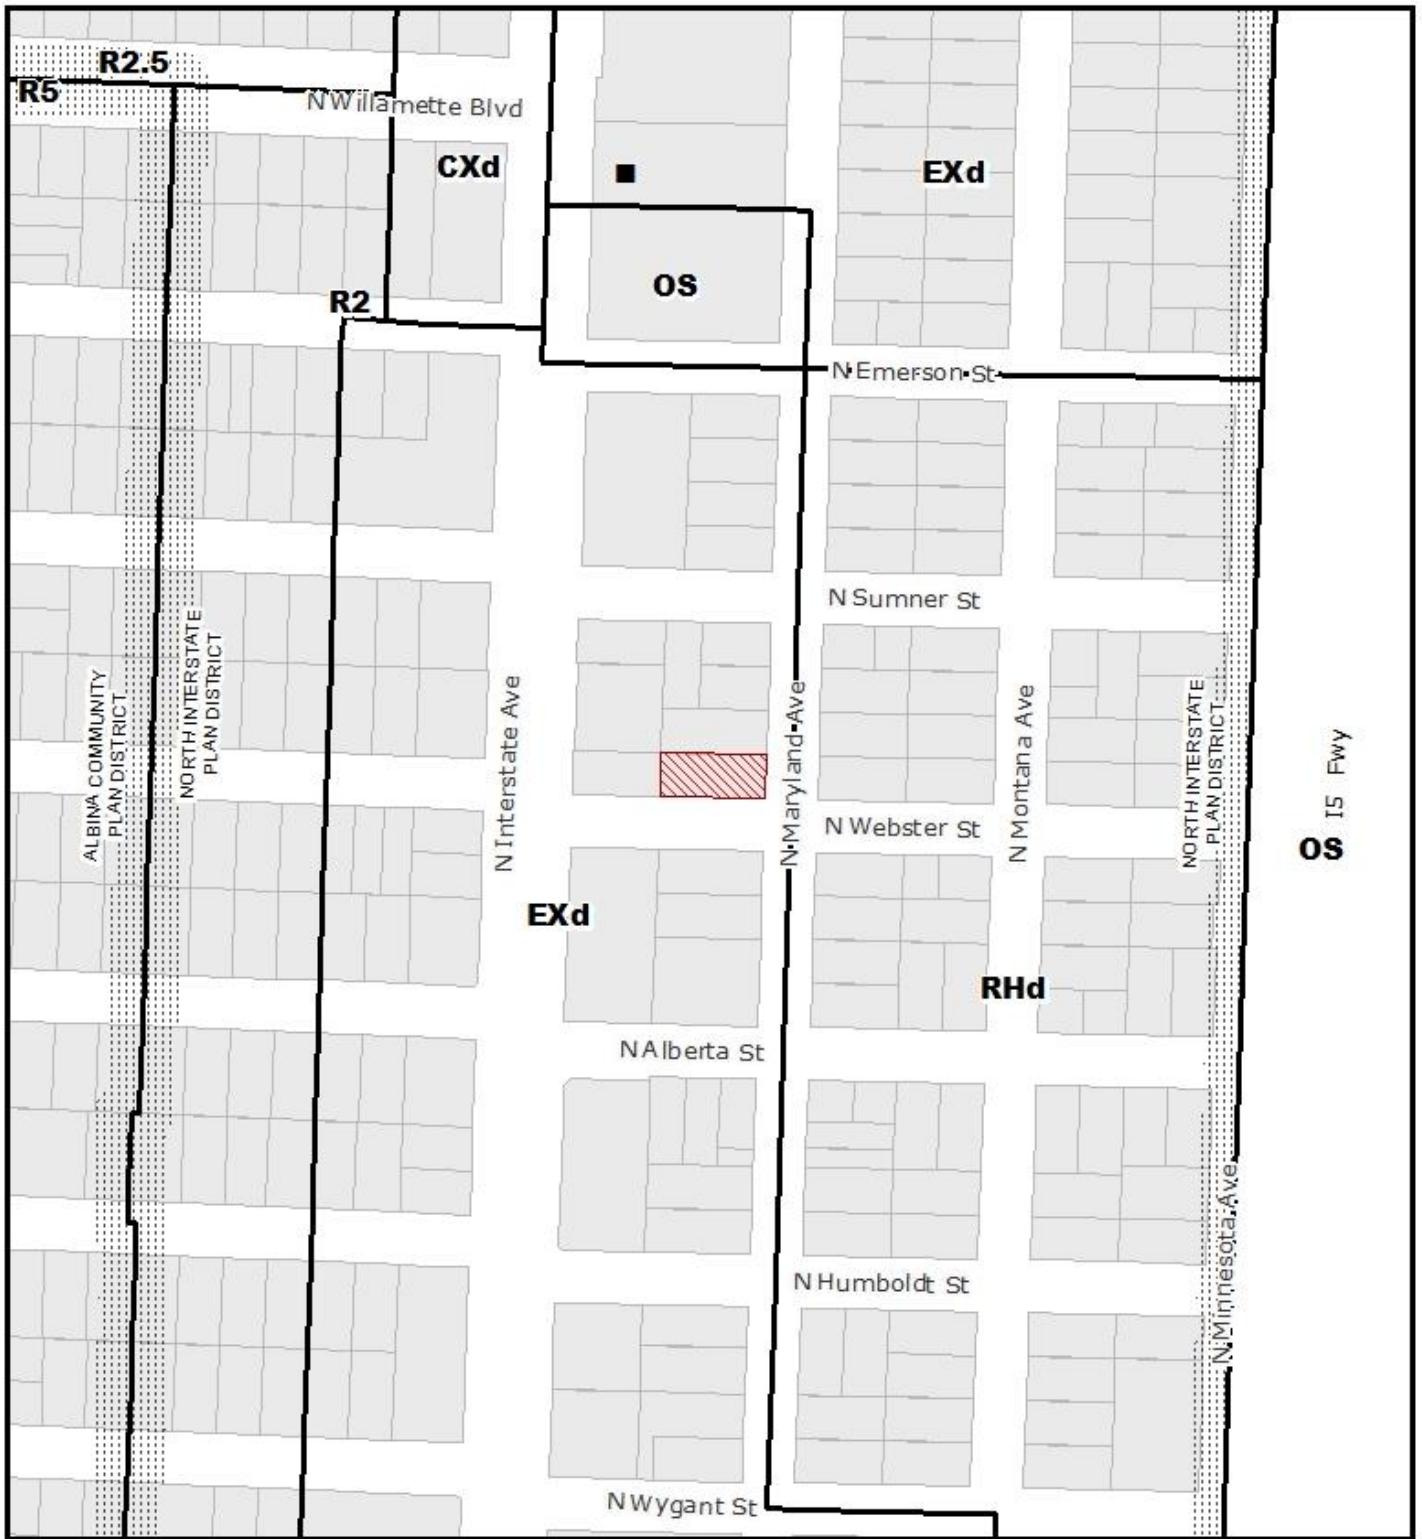 R2.5
R5
N Willamette Blvd
CXd
EXd
OS
R2
N Emerson St
N Sumner St
ALBINA COMMUNITY
PLAN DISTRICT
NORTH INTERSTATE
PLAN DISTRICT
N Interstate Ave
N Maryland Ave
N Montana Ave
NORTH INTERSTATE
PLAN DISTRICT
I5 Fwy
N Webster St
OS
EXd
RHd
N Alberta St
N Minnesota Ave
N Humboldt St
N Wygant St